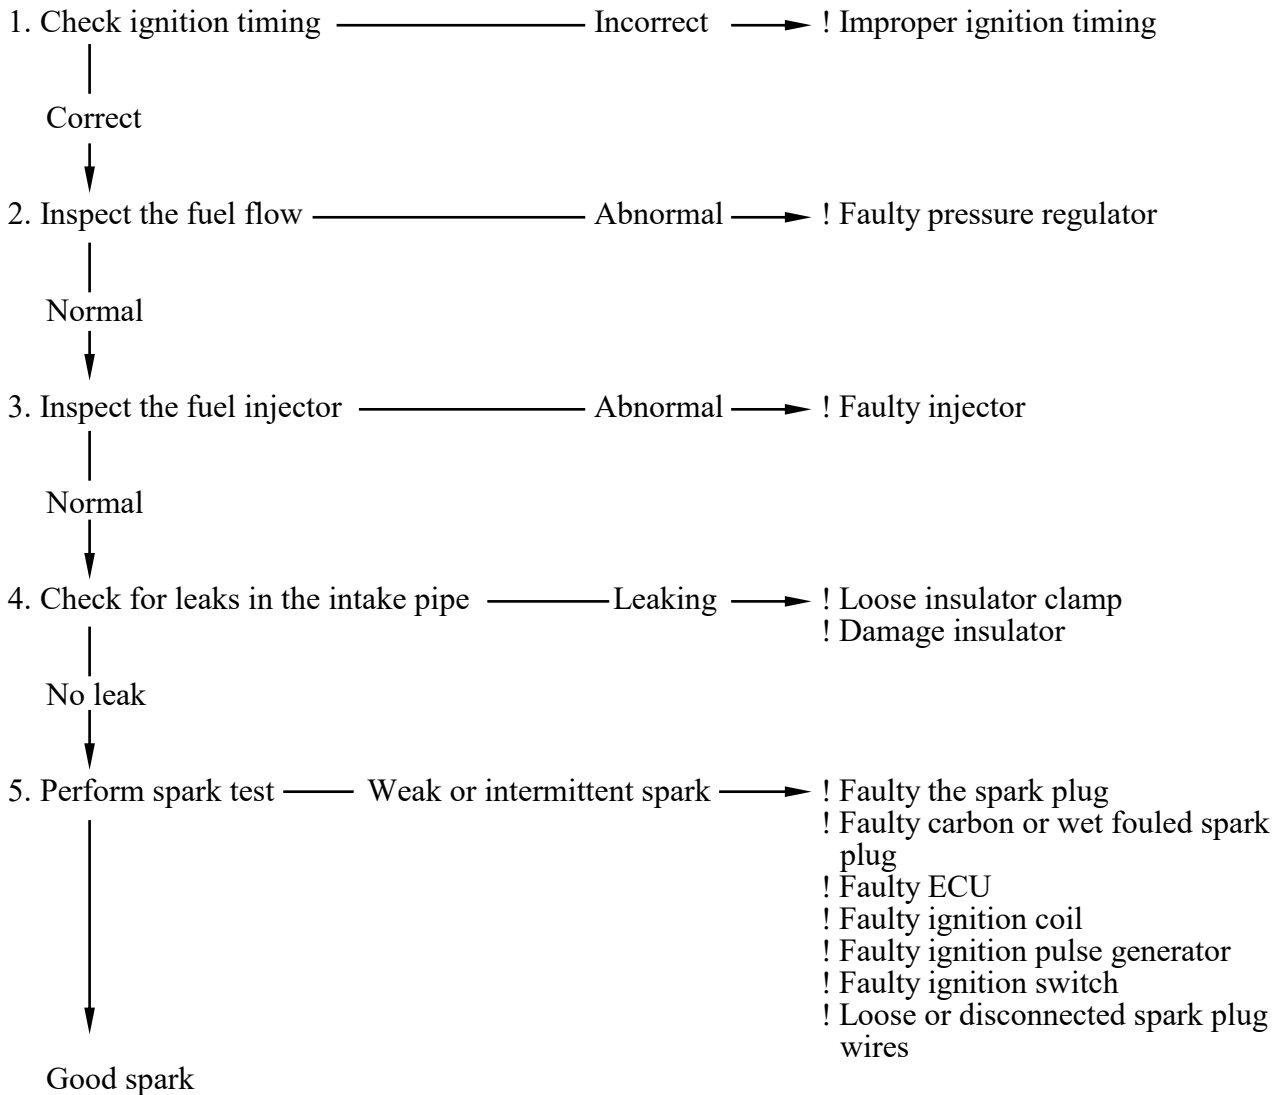 1. Check ignition timing Incorrect ! Improper ignition timing
Correct
2. Inspect the fuel flow Abnormal ! Faulty pressure regulator
Normal
3. Inspect the fuel injector Abnormal ! Faulty injector
Normal
4. Check for leaks in the intake pipe Leaking ! Loose insulator clamp
! Damage insulator
No leak
5. Perform spark test Weak or intermittent spark ! Faulty the spark plug
! Faulty carbon or wet fouled spark
plug
! Faulty ECU
! Faulty ignition coil
! Faulty ignition pulse generator
! Faulty ignition switch
! Loose or disconnected spark plug
wires
Good spark